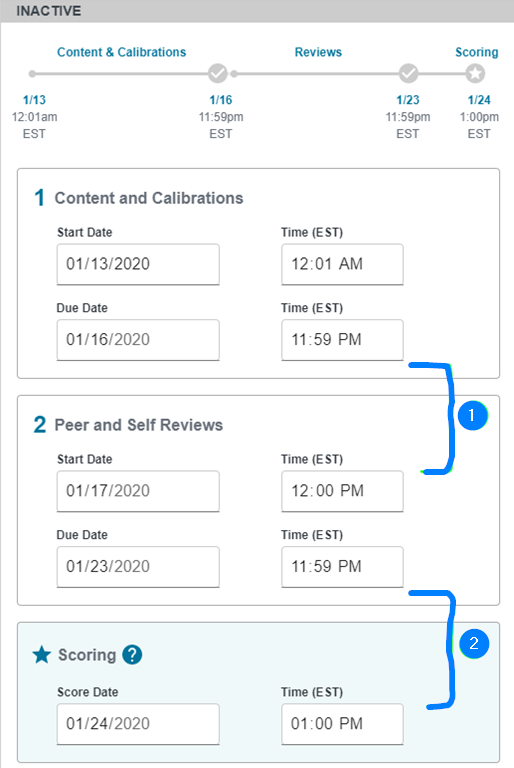 INACTIVE
Content & Calibrations Reviews Scoring
1/13 1/16 1/23 1/24
12:01am 11:59pm 11:59pm 1:00pm
EST EST EST EST
1 Content and Calibrations
Start Date Time (EST)
01/13/2020 12:01 AM
Due Date Time (EST)
01/16/2020 11:59 PM
1
2 Peer and Self Reviews
Start Date Time (EST)
01/17/2020 12:00 PM
Due Date Time (EST)
01/23/2020 11:59 PM
2
Scoring ?
Score Date Time (EST)
01/24/2020 01:00 PM